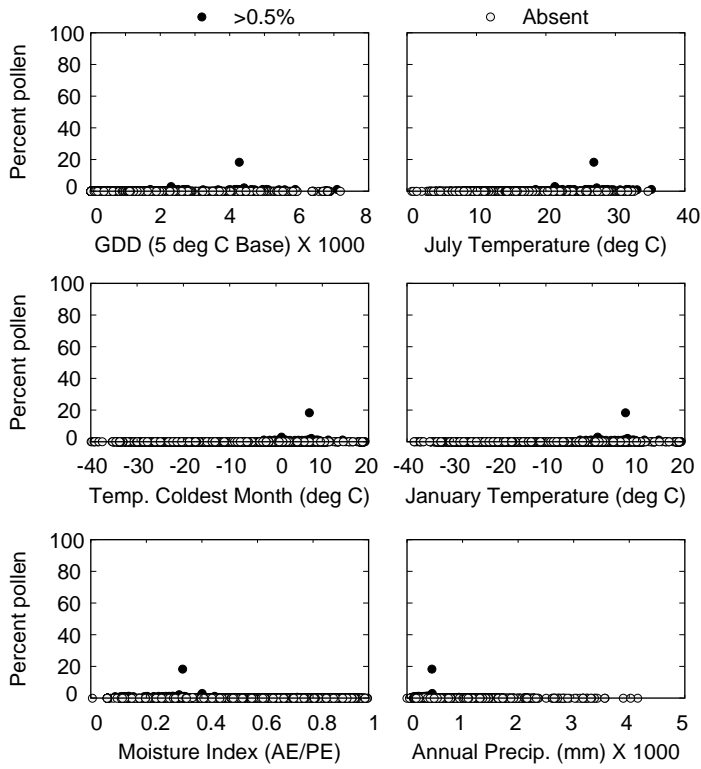 >0.5% Absent
Percent pollen
100
80
60
40
20
0
0 2 4 6 8
GDD (5 deg C Base) X 1000
0 10 20 30 40
July Temperature (deg C)
Percent pollen
100
80
60
40
20
0
-40 -30 -20 -10 0 10 20
Temp. Coldest Month (deg C)
-40 -30 -20 -10 0 10 20
January Temperature (deg C)
Percent pollen
100
80
60
40
20
0
0 0.2 0.4 0.6 0.8 1
Moisture Index (AE/PE)
0 1 2 3 4 5
Annual Precip. (mm) X 1000